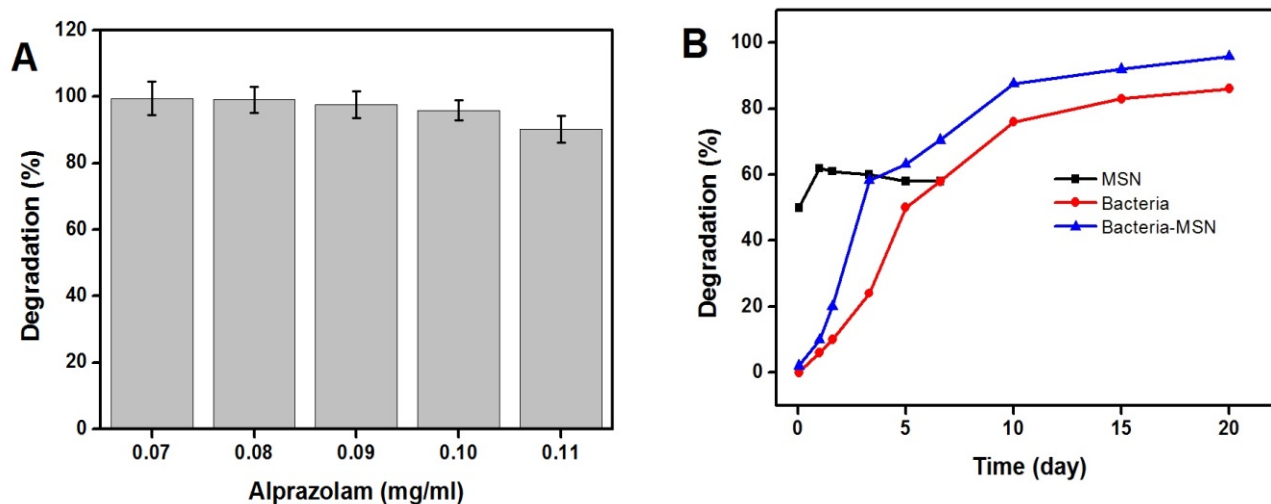 A
Degradation (%)
120
100
80
60
40
20
0
0.07 0.08 0.09 0.10 0.11
Alprazolam (mg/ml)
B
Degradation (%)
100
80
60
40
20
0
MSN
Bacteria
Bacteria-MSN
0 5 10 15 20
Time (day)